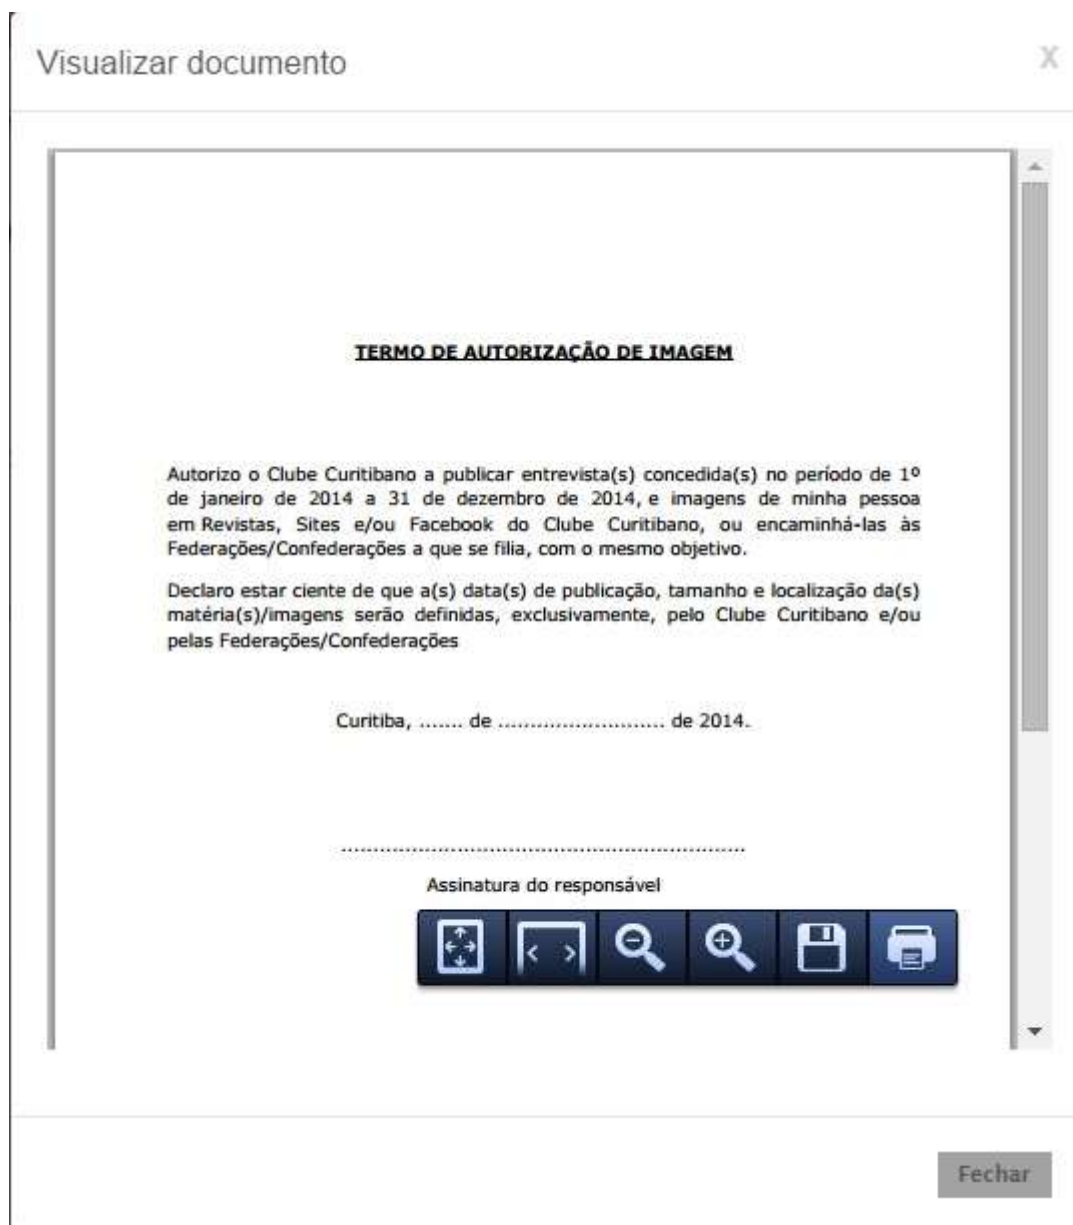 Visualizar documento
X
TERMO DE AUTORIZAÇÃO DE IMAGEM
Autorizo o Clube Curitibano a publicar entrevista(s) concedida(s) no período de 1º
de janeiro de 2014 a 31 de dezembro de 2014, e imagens de minha pessoa
em Revistas, Sites e/ou Facebook do Clube Curitibano, ou encaminhá-las às
Federações/Confederações a que se filia, com o mesmo objetivo.
Declaro estar ciente de que a(s) data(s) de publicação, tamanho e localização da(s)
matéria(s)/imagens serão definidas, exclusivamente, pelo Clube Curitibano e/ou
pelas Federações/Confederações
Curitiba, ....... de .......................... de 2014.
...............................................................
Assinatura do responsável
Fechar